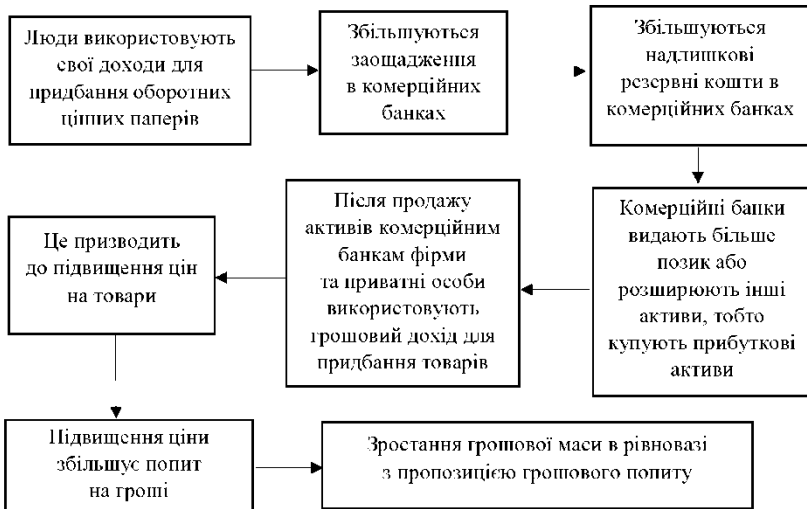 Люди використовують
свої доходи для
придбання оборотних
цінних паперів
Збільшуються
заощадження
в комерційних
банках
Збільшуються
надлишкові
резервні кошти в
комерційних банках
Комерційні банки
видають більше
позик або
розширюють інші
активи, тобто
купують прибуткові
активи
Після продажу
активів комерційним
банкам фірми
та приватні особи
використовують
грошовий дохід для
придбання товарів
Це призводить
до підвищення цін
на товари
Підвищення ціни
збільшує попит
на гроші
Зростання грошової маси в рівновазі
з пропозицією грошового попиту